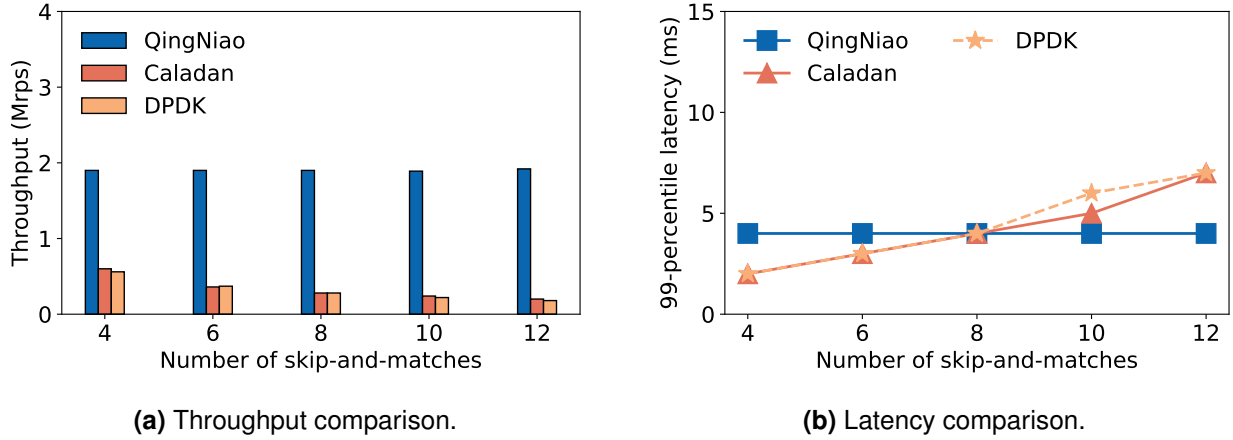 4
3
2
1
0
Throughput (Mrps)
QingNiao
Caladan
DPDK
4 6 8 10 12
Number of skip-and-matches
(a) Throughput comparison.
15
10
5
0
99-percentile latency (ms)
QingNiao
Caladan
DPDK
4 6 8 10 12
Number of skip-and-matches
(b) Latency comparison.